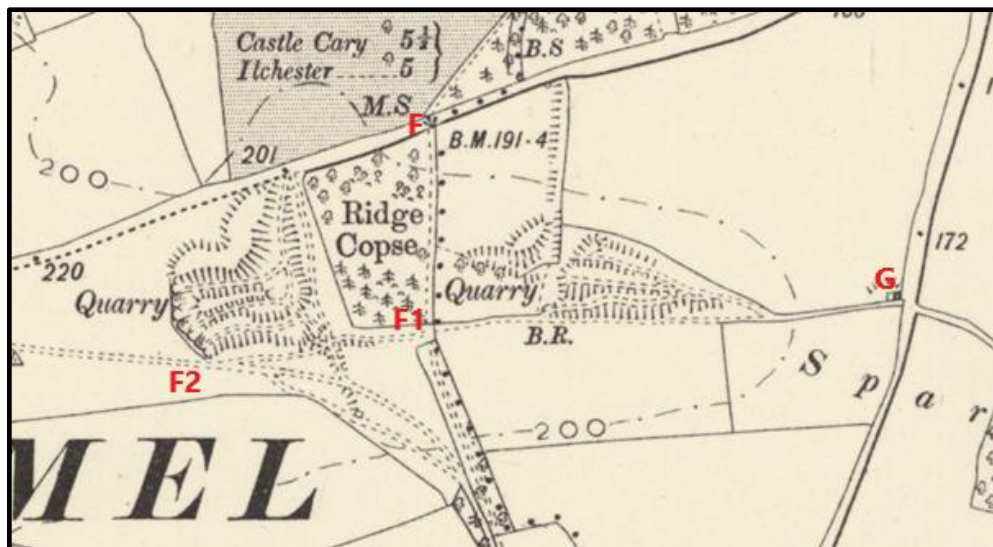 Castle Cary 5½
Ilchester 5
B.S
M.S
F
201
B.M.191·4
200
Ridge
Copse
172
220
Quarry
Quarry
G
F1
B.R.
F2
S p a r
200
MEL